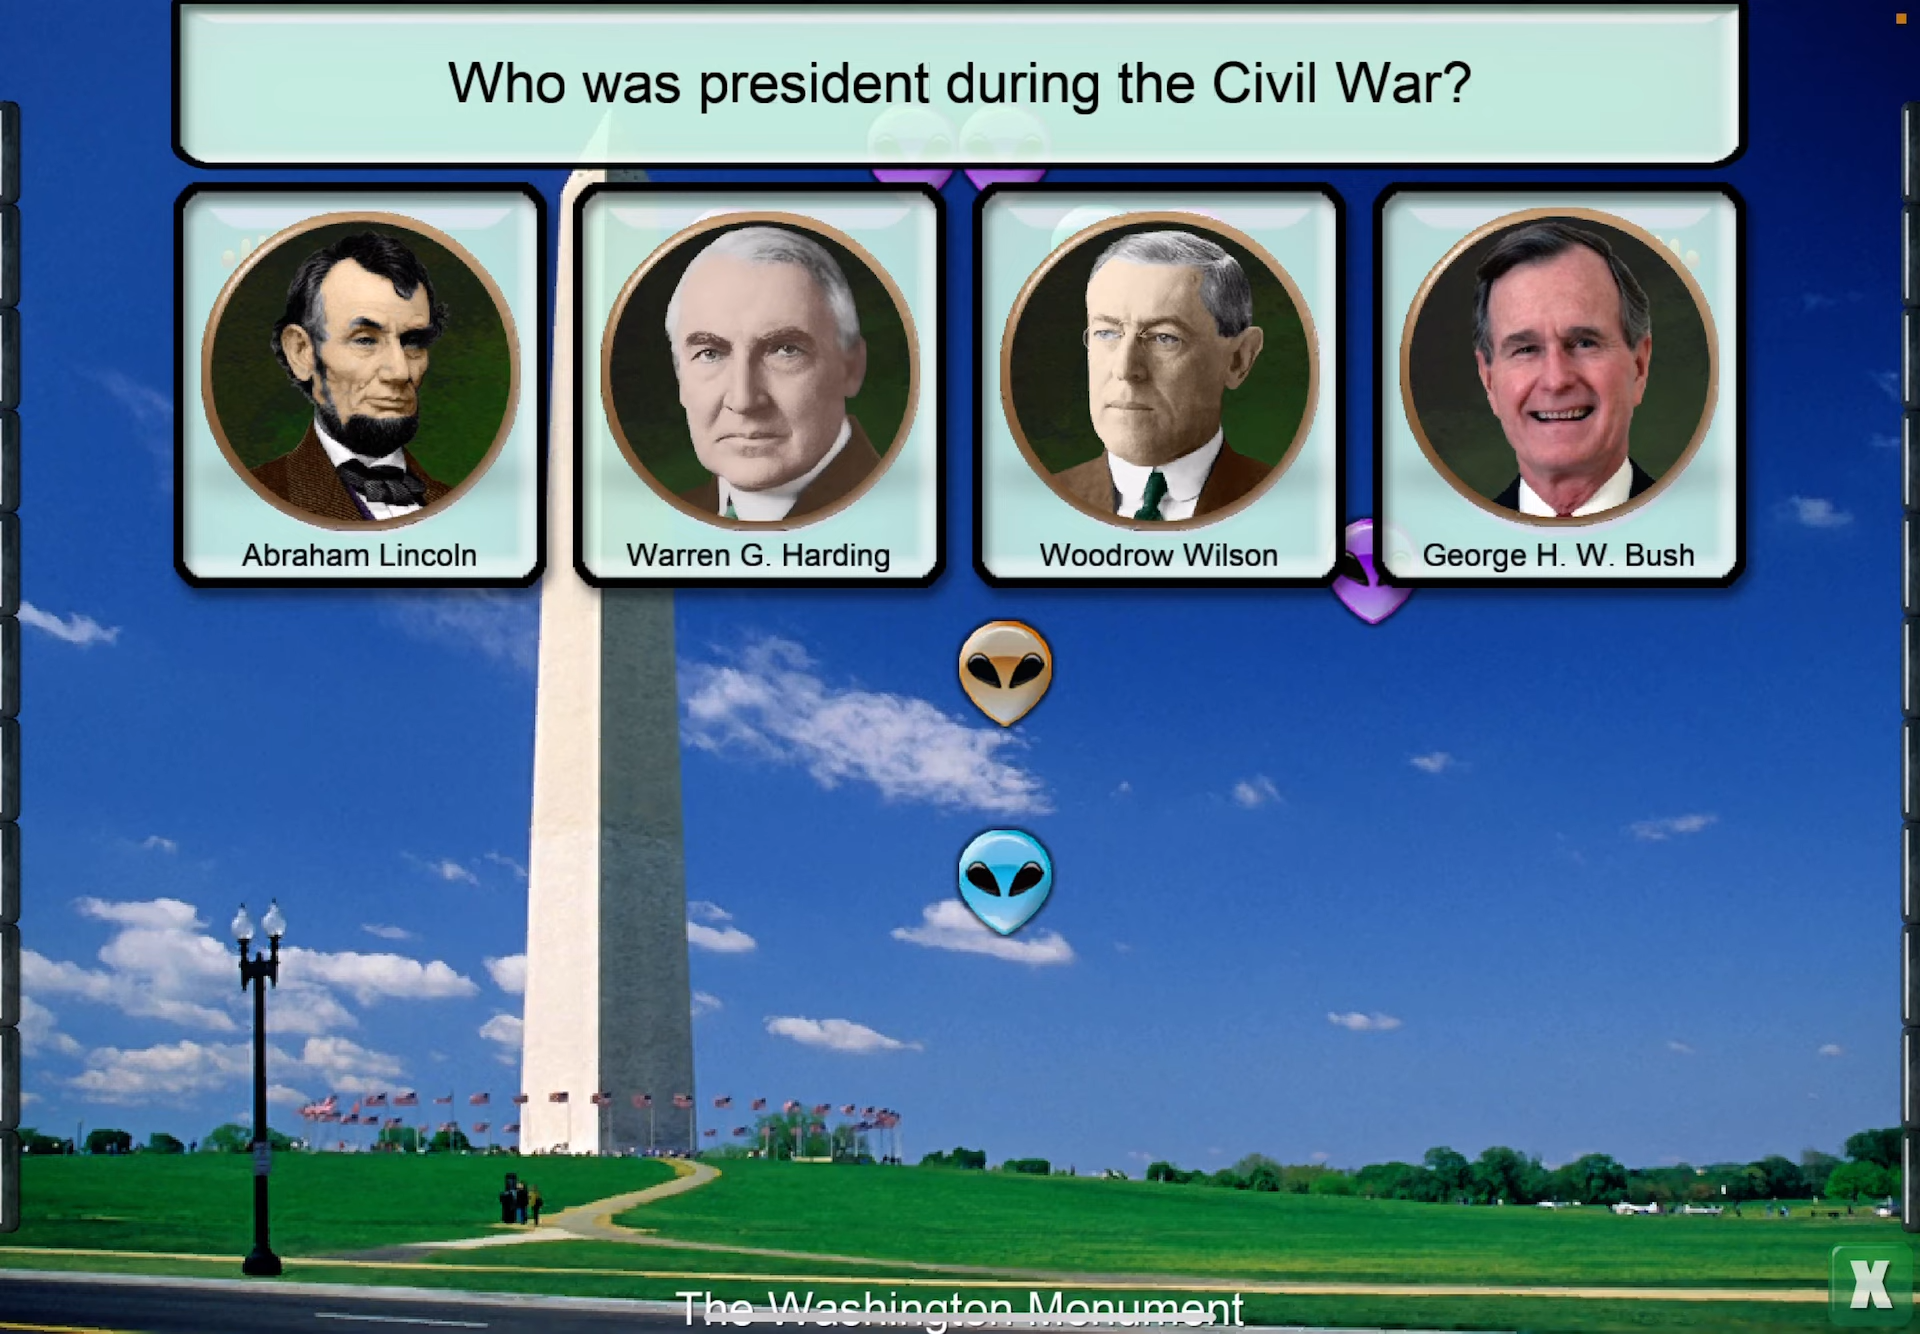 Who was president during the Civil War?
Abraham Lincoln
Warren G. Harding
Woodrow Wilson
George H. W. Bush
The Washington Monument
X